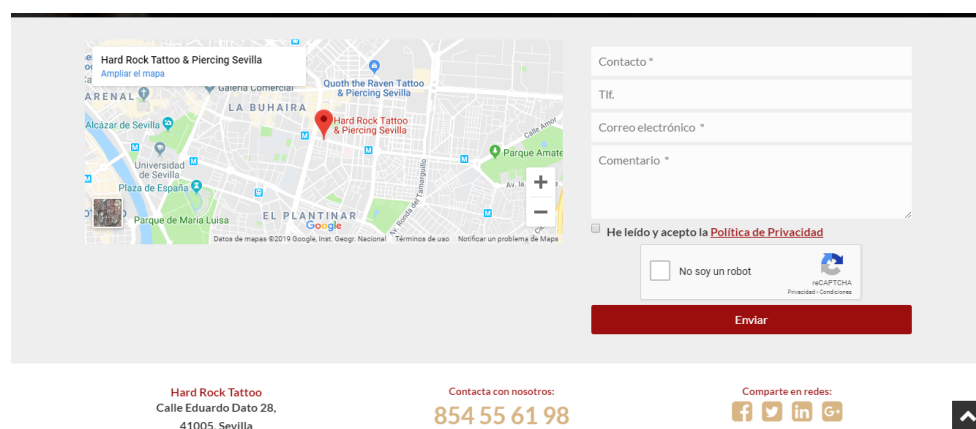 Hard Rock Tattoo & Piercing Sevilla
Ampliar el mapa
ARENAL
Galería Comercial
Quoth the Raven Tattoo
& Piercing Sevilla
LA BUHAIRA
Hard Rock Tattoo
& Piercing Sevilla
Alcázar de Sevilla
Calle Amor
Parque Amate
Universidad
de Sevilla
Plaza de España
Av. la
Av. Ronda del Tamarguillo
Parque de María Luisa
EL PLANTINAR
Google
Datos de mapas ©2019 Google, Inst. Geogr. Nacional
Términos de uso
Notificar un problema de Maps
Contacto *
Tlf.
Correo electrónico *
Comentario *
He leído y acepto la Política de Privacidad
No soy un robot
reCAPTCHA
Privacidad - Condiciones
Enviar
Hard Rock Tattoo
Calle Eduardo Dato 28,
41005, Sevilla
Contacta con nosotros:
854 55 61 98
Comparte en redes: